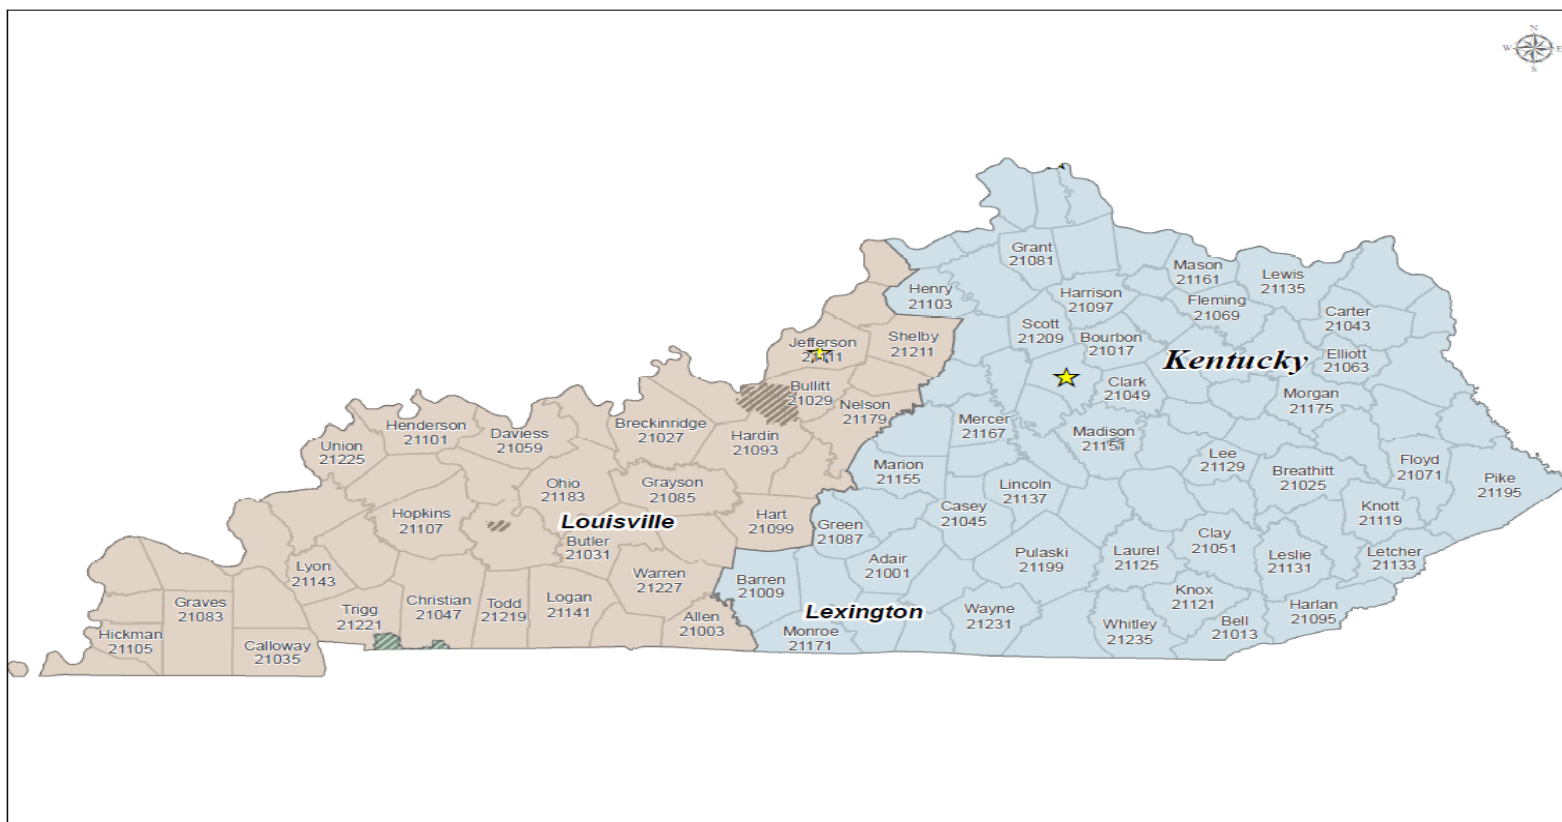 N
W E
S
Grant
21081
Mason
21161
Lewis
21135
Henry
21103
Harrison
21097
Fleming
21069
Carter
21043
Scott
21209
Bourbon
21017
Kentucky
Elliott
21063
Jefferson
21111
Shelby
21211
Clark
21049
Morgan
21175
Bullitt
21029
Nelson
21179
Mercer
21167
Madison
21151
Union
21225
Henderson
21101
Daviess
21059
Breckinridge
21027
Hardin
21093
Marion
21155
Lee
21129
Breathitt
21025
Floyd
21071
Pike
21195
Ohio
21183
Grayson
21085
Lincoln
21137
Knott
21119
Hopkins
21107
Louisville
Hart
21099
Green
21087
Casey
21045
Clay
21051
Butler
21031
Adair
21001
Pulaski
21199
Laurel
21125
Leslie
21131
Letcher
21133
Lyon
21143
Warren
21227
Barren
21009
Knox
21121
Graves
21083
Trigg
21221
Christian
21047
Todd
21219
Logan
21141
Allen
21003
Lexington
Wayne
21231
Whitley
21235
Bell
21013
Harlan
21095
Hickman
21105
Calloway
21035
Monroe
21171